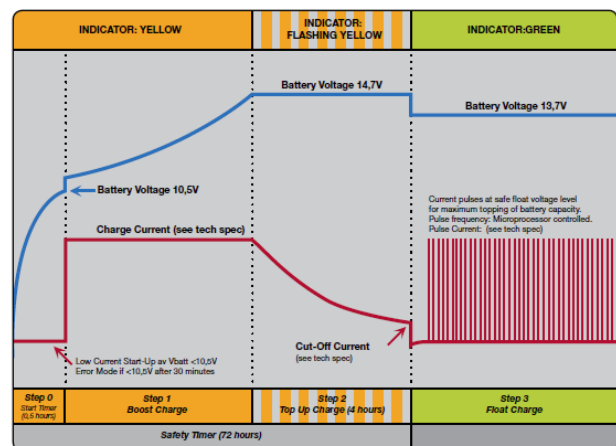 INDICATOR: YELLOW
INDICATOR:
FLASHING YELLOW
INDICATOR:GREEN
Battery Voltage 14,7V
Battery Voltage 13,7V
Battery Voltage 10,5V
Current pulses at safe float voltage level
for maximum topping of battery capacity.
Pulse frequency: Microprocessor controlled.
Pulse Current:  (see tech spec)
Charge Current (see tech spec)
Cut-Off Current
(see tech spec)
Low Current Start-Up av Vbatt <10,5V
Error Mode if <10,5V after 30 minutes
Step 0
Start Timer
(0,5 hours)
Step 1
Boost Charge
Step 2
Top Up Charge (4 hours)
Step 3
Float Charge
Safety Timer (72 hours)